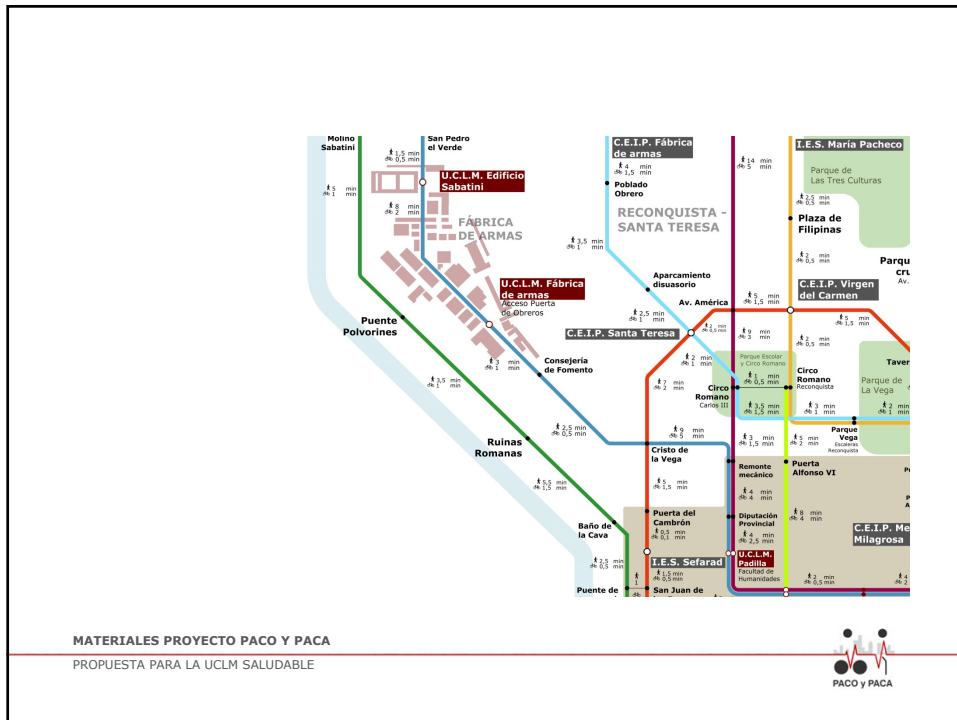 Molino
Sabatini
San Pedro
el Verde
1,5 min
0,5 min
5 min
1 min
U.C.L.M. Edificio
Sabatini
8 min
2 min
FÁBRICA
DE ARMAS
C.E.I.P. Fábrica
de armas
4 min
1,5 min
Poblado
Obrero
RECONQUISTA -
SANTA TERESA
14 min
5 min
I.E.S. María Pacheco
Parque de
Las Tres Culturas
2,5 min
0,5 min
Plaza de
Filipinas
3,5 min
1 min
2 min
0,5 min
Parqu
cru
Av.
U.C.L.M. Fábrica
de armas
Acceso Puerta
de Obreros
Aparcamiento
disuasorio
Av. América
5 min
1,5 min
C.E.I.P. Virgen
del Carmen
Puente
Polvorines
2,5 min
1 min
C.E.I.P. Santa Teresa
2 min
0,5 min
9 min
3 min
5 min
1,5 min
2 min
0,5 min
3 min
1 min
Consejería
de Fomento
2 min
1 min
Parque Escolar
y Circo Romano
Taver
3,5 min
1 min
7 min
2 min
Circo
Romano
Carlos III
1 min
0,5 min
Circo
Romano
Reconquista
Parque de
La Vega
3,5 min
1,5 min
3 min
1 min
2 min
1 min
2,5 min
0,5 min
9 min
5 min
Parque
Vega
Escaleras
Reconquista
Ruinas
Romanas
Cristo de
la Vega
3 min
1,5 min
5 min
2 min
5,5 min
1,5 min
5 min
1,5 min
Remonte
mecánico
Puerta
Alfonso VI
4 min
4 min
Baño de
la Cava
Puerta del
Cambrón
0,5 min
0,1 min
Diputación
Provincial
8 min
4 min
4 min
2,5 min
C.E.I.P. Me
Milagrosa
2,5 min
0,5 min
I.E.S. Sefarad
1,5 min
0,5 min
U.C.L.M.
Padilla
Facultad de
Humanidades
1
2 min
0,5 min
4
2
Puente de
San Juan de
MATERIALES PROYECTO PACO Y PACA
PROPUESTA PARA LA UCLM SALUDABLE
PACO y PACA